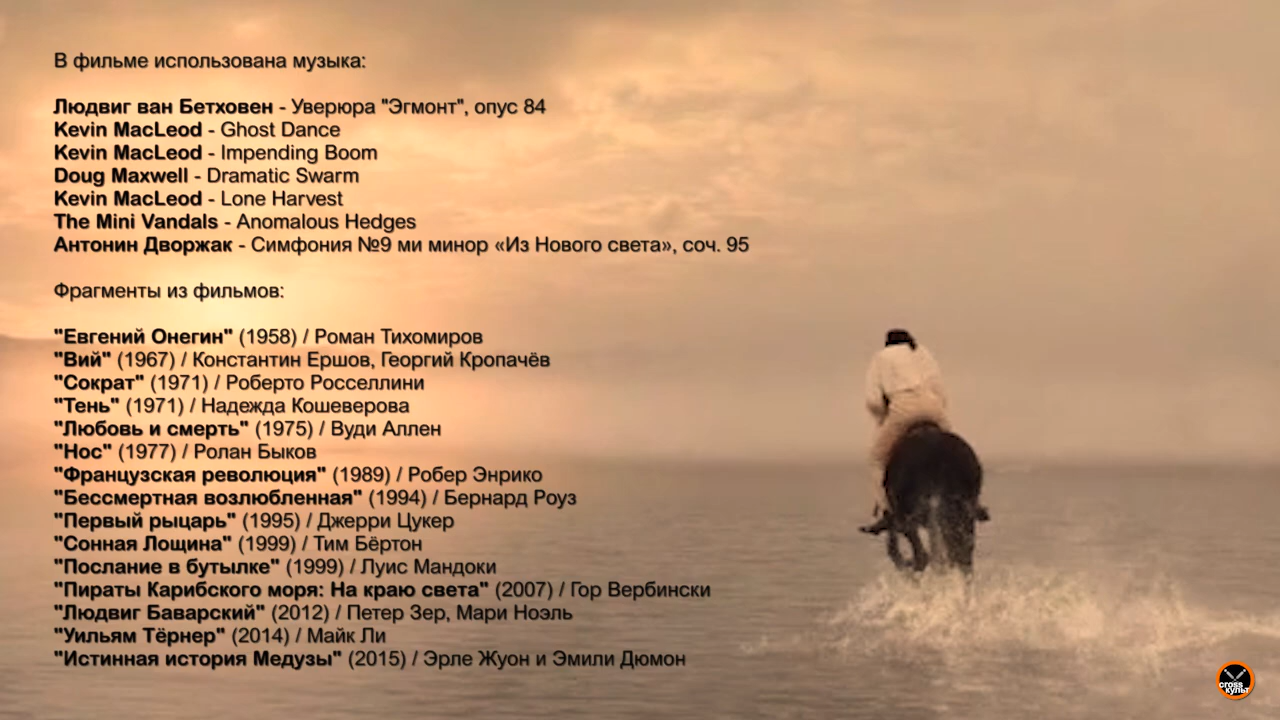 В фильме использована музыка:
Людвиг ван Бетховен - Уверюра "Эгмонт", опус 84
Kevin MacLeod - Ghost Dance
Kevin MacLeod - Impending Boom
Doug Maxwell - Dramatic Swarm
Kevin MacLeod - Lone Harvest
The Mini Vandals - Anomalous Hedges
Антонин Дворжак - Симфония №9 ми минор «Из Нового света», соч. 95
Фрагменты из фильмов:
"Евгений Онегин" (1958) / Роман Тихомиров
"Вий" (1967) / Константин Ершов, Георгий Кропачёв
"Сократ" (1971) / Роберто Росселлини
"Тень" (1971) / Надежда Кошеверова
"Любовь и смерть" (1975) / Вуди Аллен
"Нос" (1977) / Ролан Быков
"Французская революция" (1989) / Робер Энрико
"Бессмертная возлюбленная" (1994) / Бернард Роуз
"Первый рыцарь" (1995) / Джерри Цукер
"Сонная Лощина" (1999) / Тим Бёртон
"Послание в бутылке" (1999) / Луис Мандоки
"Пираты Карибского моря: На краю света" (2007) / Гор Вербински
"Людвиг Баварский" (2012) / Петер Зер, Мари Ноэль
"Уильям Тёрнер" (2014) / Майк Ли
"Истинная история Медузы" (2015) / Эрле Жуон и Эмили Дюмон
cross
культ